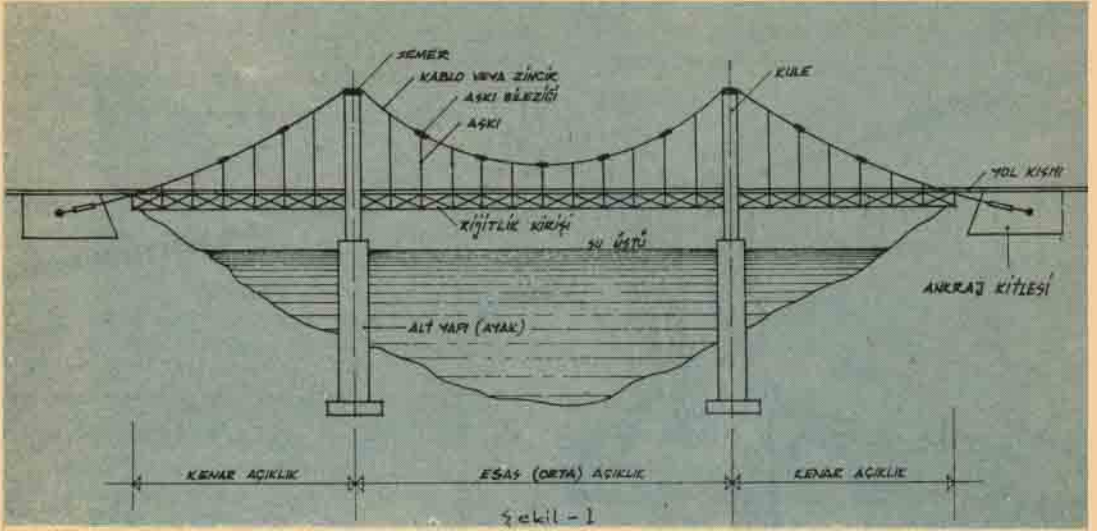 SEMER
KABLO VEYA ZİNCİR
KULE
ASKI BİLEZİĞİ
ASKI
YOL KISMI
RİJİTLİK KİRİŞİ
SU ÜSTÜ
ANKRAJ KİTLESİ
ALT YAPI (AYAK)
KENAR AÇIKLIK
ESAS (ORTA) AÇIKLIK
KENAR AÇIKLIK
Şekil - 1